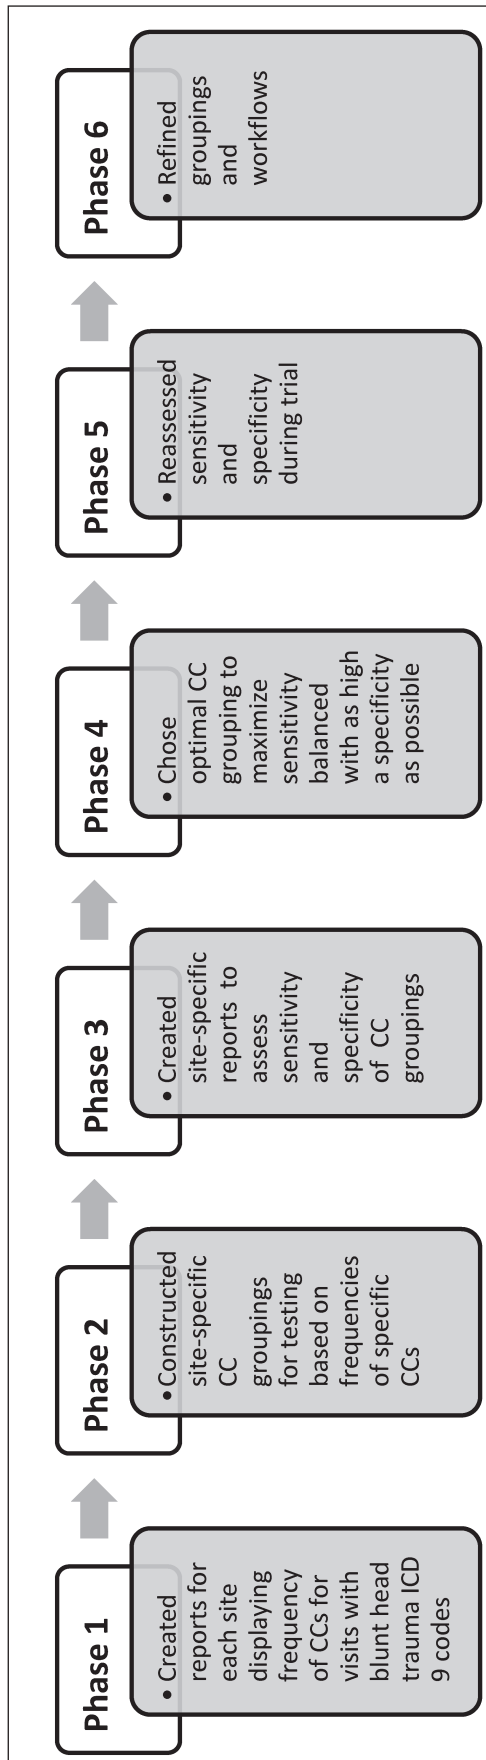 Phase 1
• Created
reports for
each site
displaying
frequency
of CCs for
visits with
blunt head
trauma ICD
9 codes
Phase 2
•Constructed
site-specific
CC
groupings
for testing
based on
frequencies
of specific
CCs
Phase 3
• Created
site-specific
reports to
assess
sensitivity
and
specificity
of CC
groupings
Phase 4
• Chose
optimal CC
grouping to
maximize
sensitivity
balanced
with as high
a specificity
as possible
Phase 5
• Reassessed
sensitivity
and
specificity
during trial
Phase 6
• Refined
groupings
and
workflows